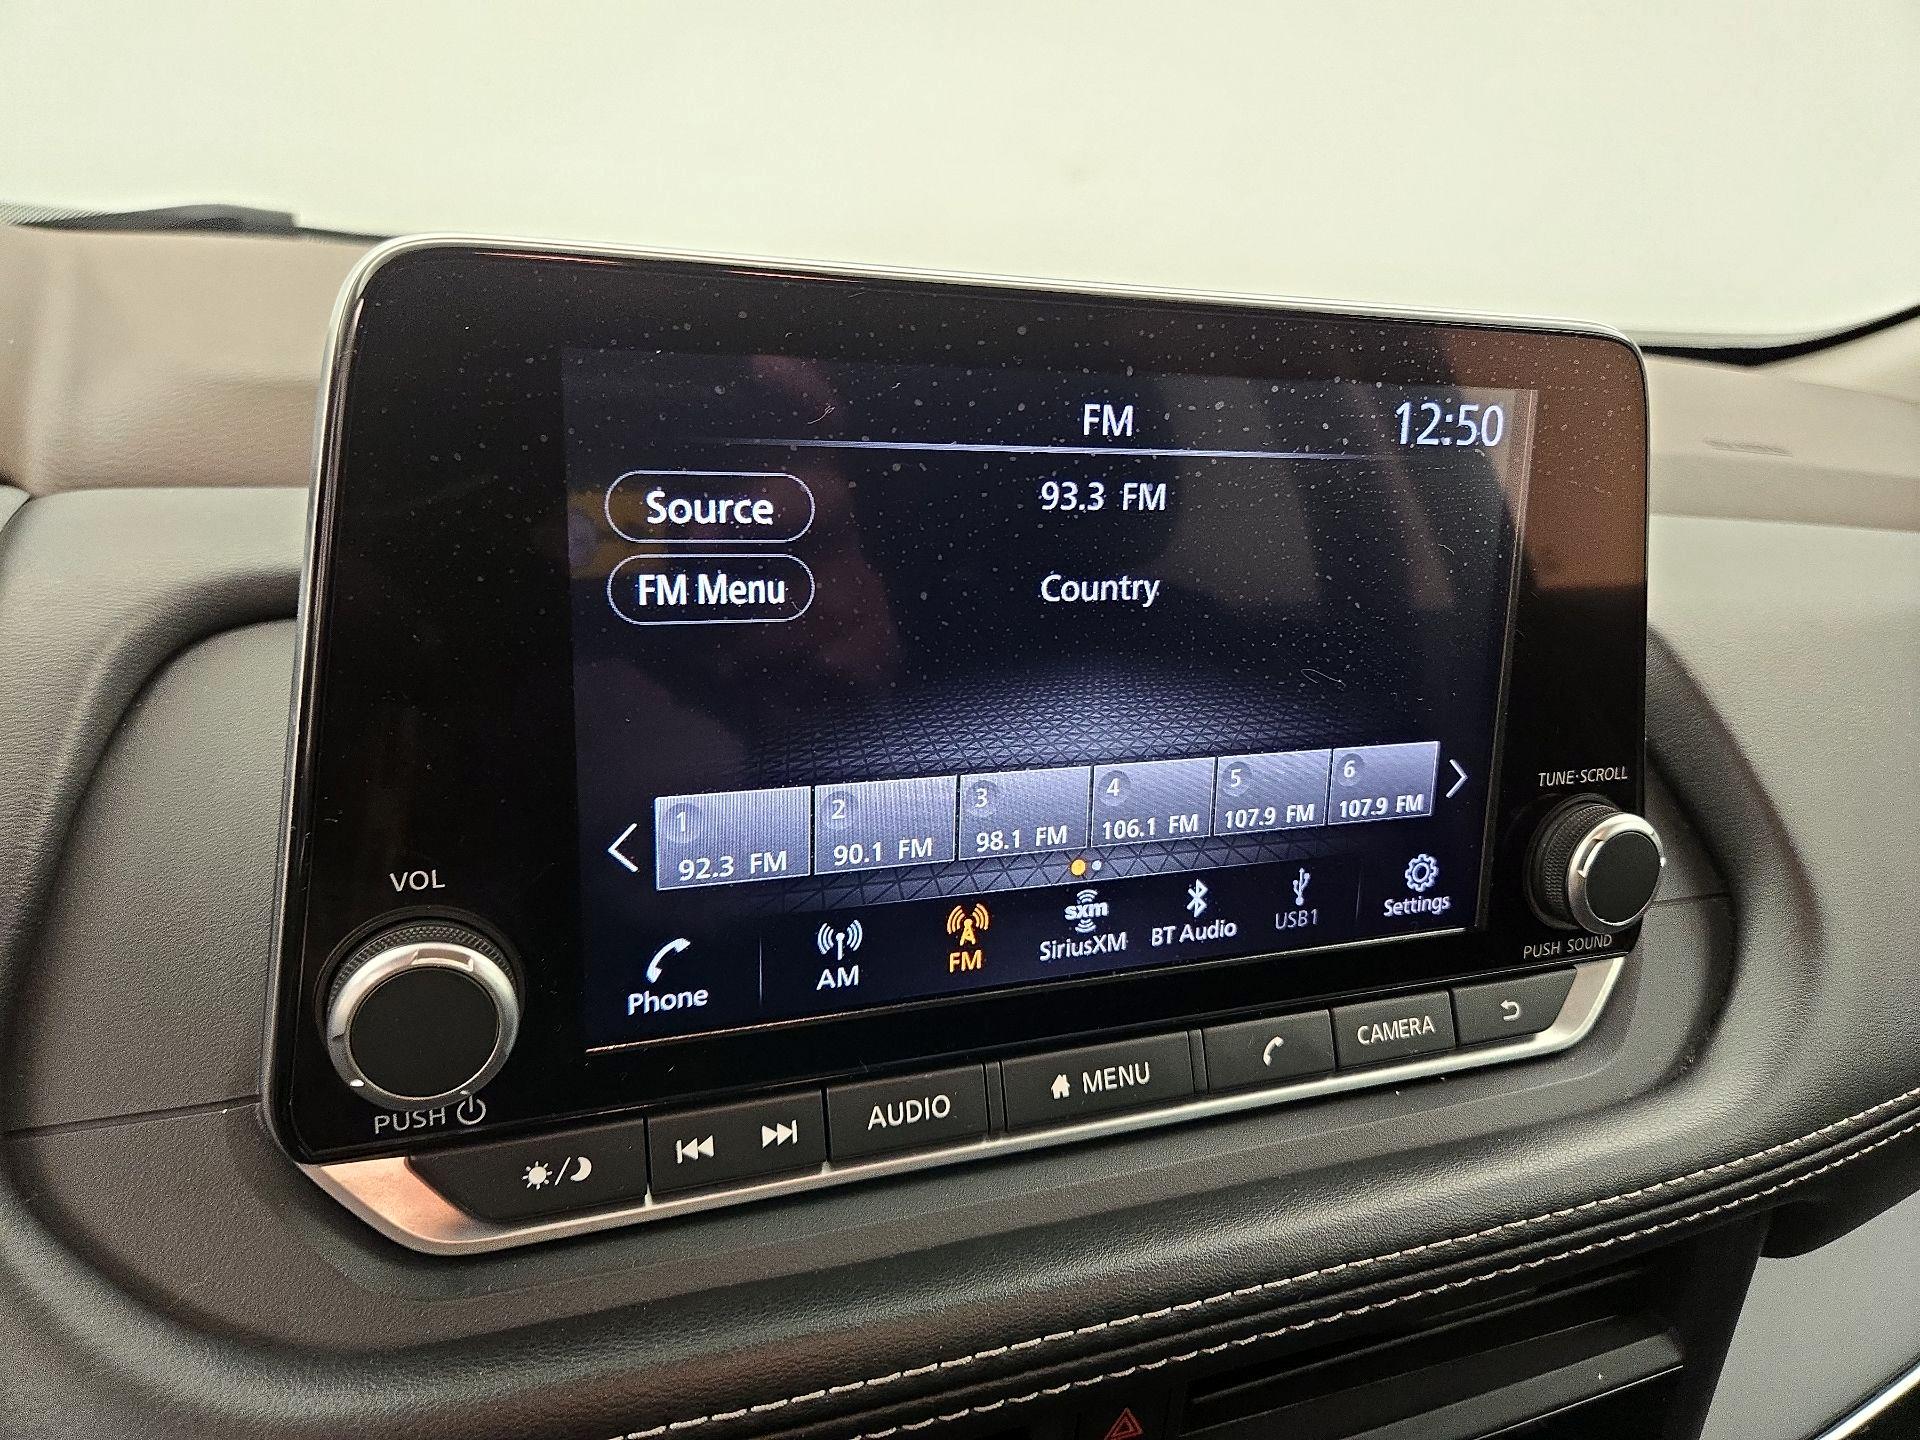 FM 12:50
Source 93.3 FM
FM Menu Country
1 2 3 4 5 6
92.3 FM 90.1 FM 98.1 FM 106.1 FM 107.9 FM 107.9 FM
Phone AM FM sxm SiriusXM BT Audio USB1 Settings
TUNE·SCROLL
PUSH SOUND
VOL
PUSH
AUDIO MENU CAMERA